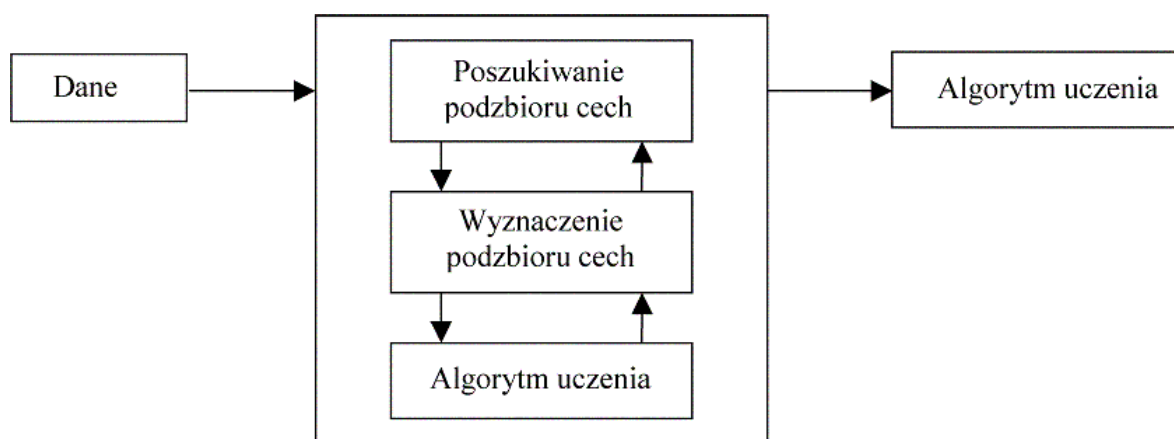 Dane
Poszukiwanie
podzbioru cech
Wyznaczenie
podzbioru cech
Algorytm uczenia
Algorytm uczenia